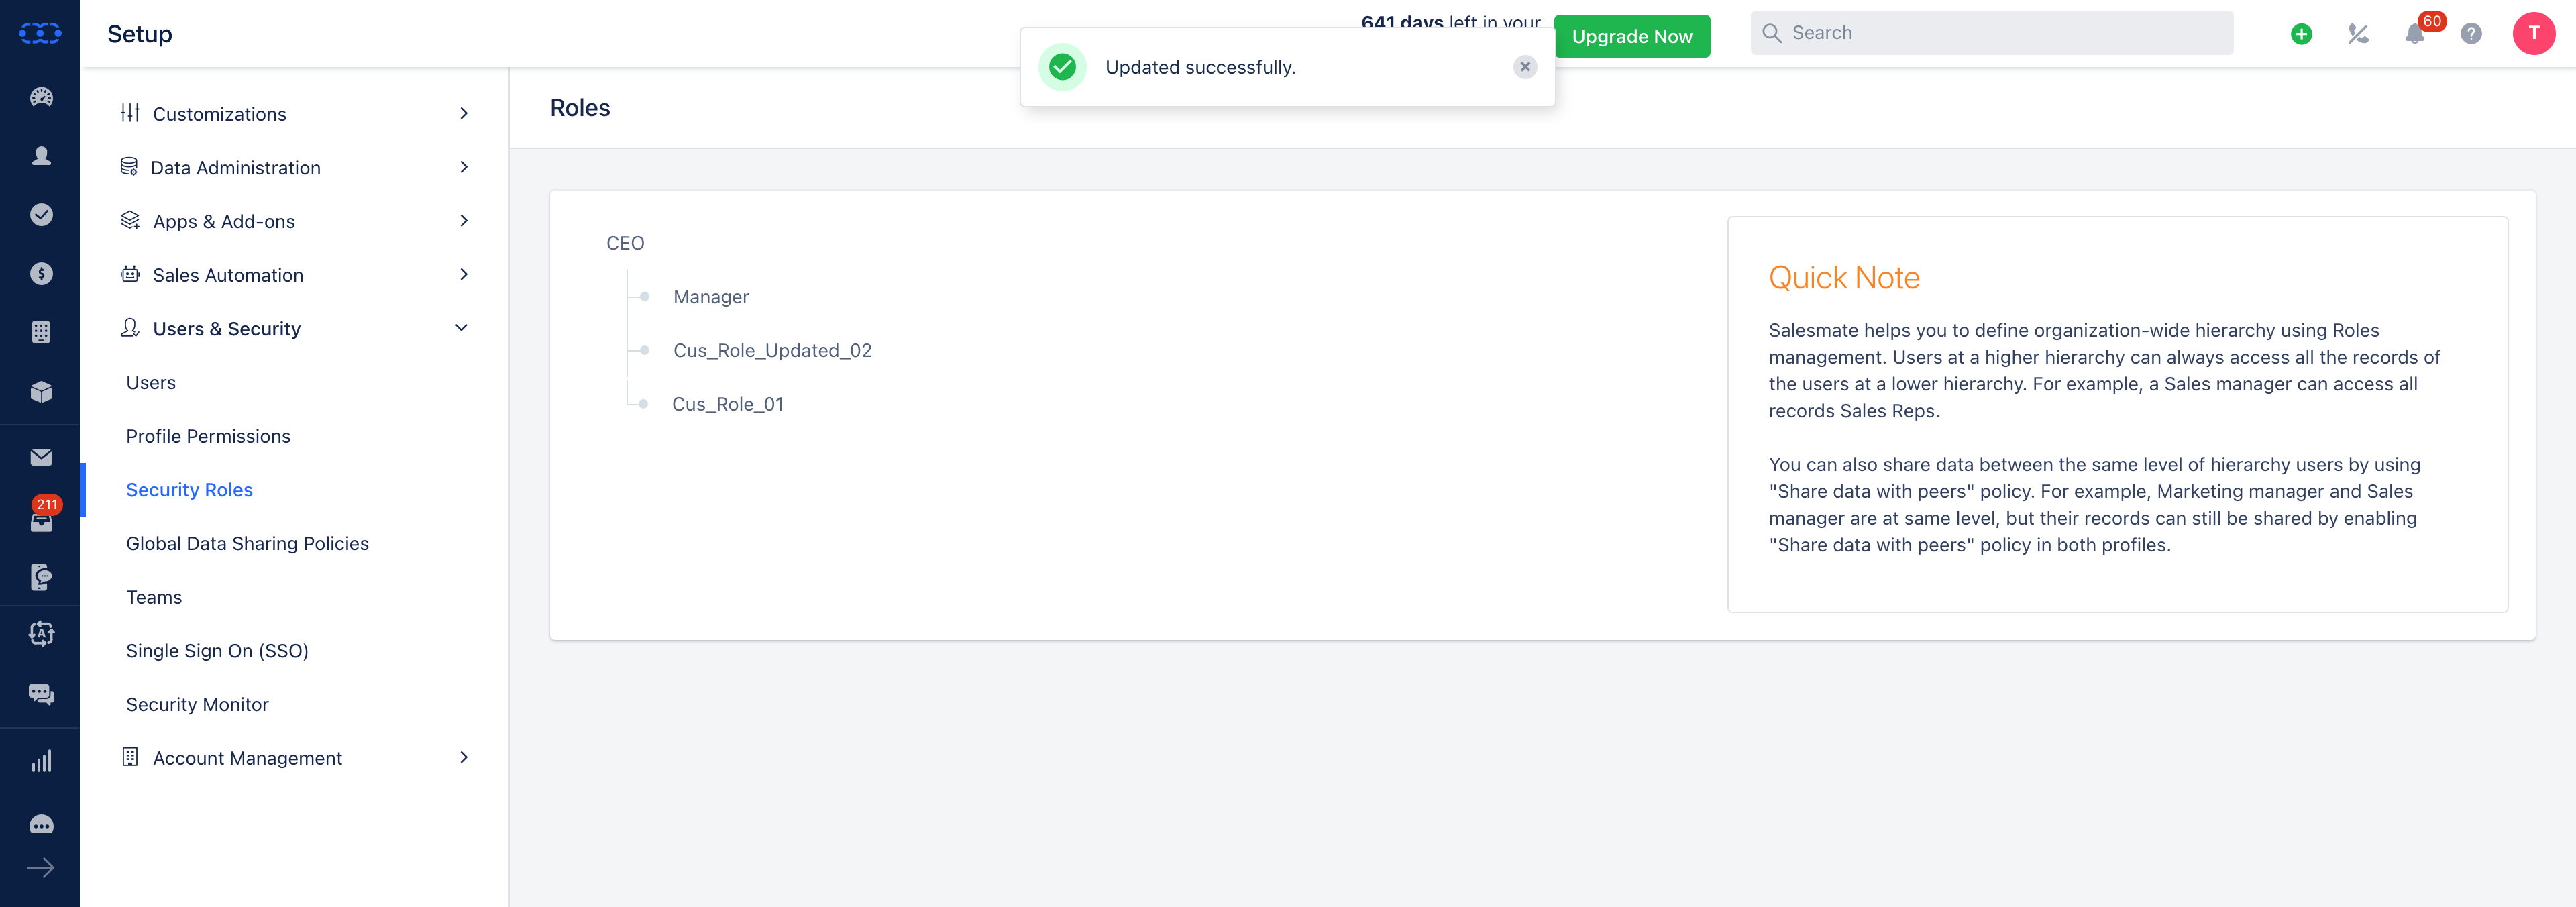 Setup
641 days left in your
Upgrade Now
Search
60
?
T
Updated successfully.
Customizations
Data Administration
Apps & Add-ons
Sales Automation
Users & Security
Users
Profile Permissions
Security Roles
Global Data Sharing Policies
Teams
Single Sign On (SSO)
Security Monitor
Account Management
211
Roles
CEO
Manager
Cus_Role_Updated_02
Cus_Role_01
Quick Note
Salesmate helps you to define organization-wide hierarchy using Roles
management. Users at a higher hierarchy can always access all the records of
the users at a lower hierarchy. For example, a Sales manager can access all
records Sales Reps.
You can also share data between the same level of hierarchy users by using
"Share data with peers" policy. For example, Marketing manager and Sales
manager are at same level, but their records can still be shared by enabling
"Share data with peers" policy in both profiles.